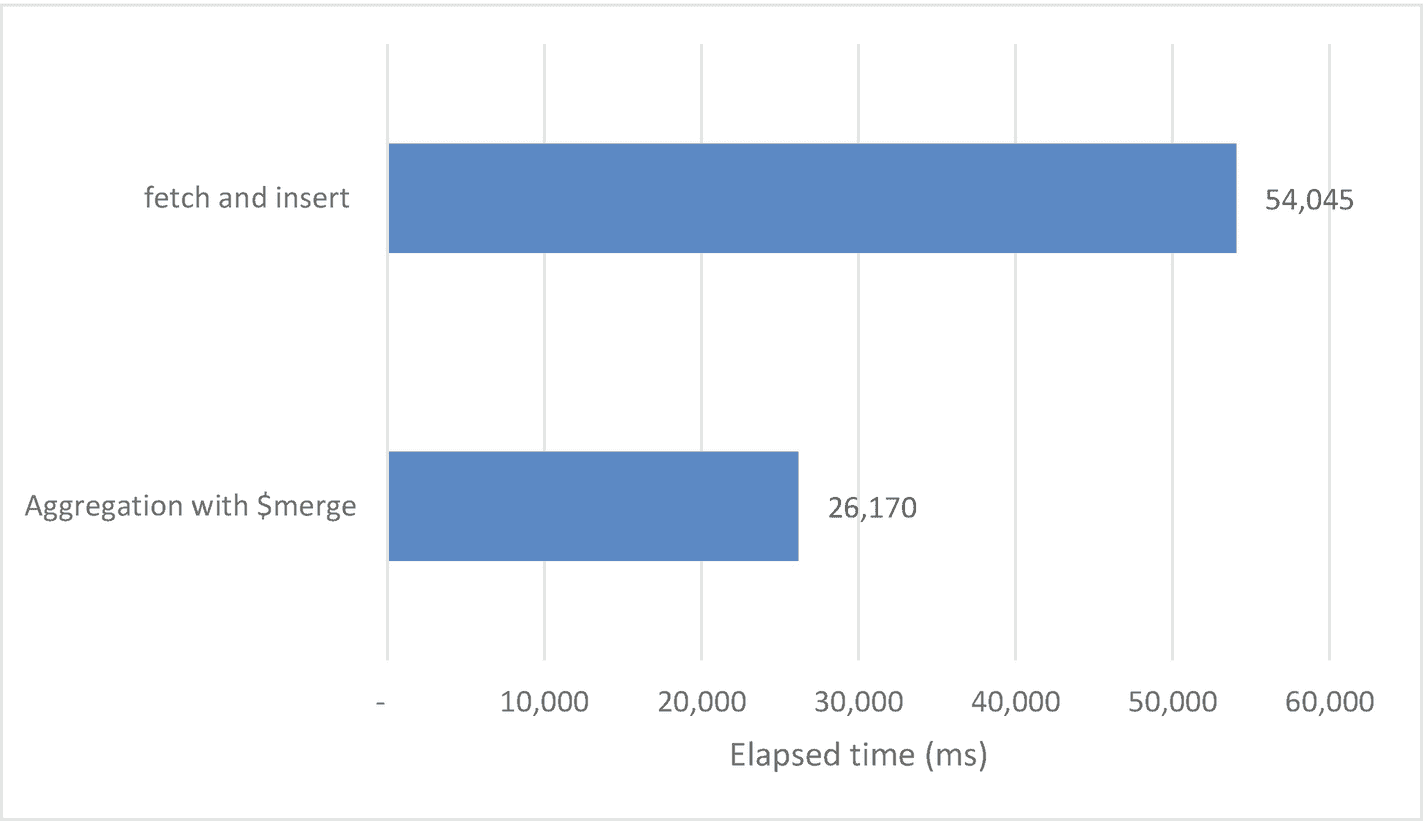 fetch and insert
54,045
Aggregation with $merge
26,170
- 10,000 20,000 30,000 40,000 50,000 60,000
Elapsed time (ms)